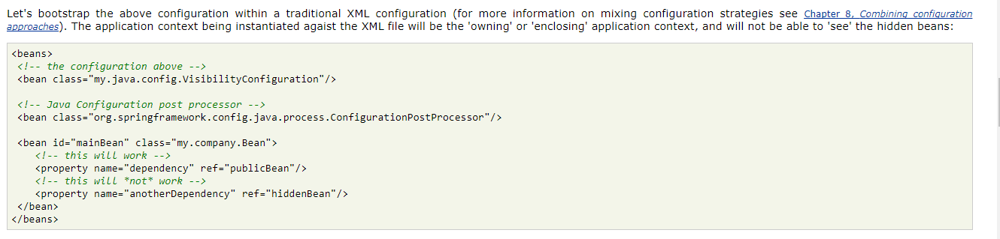 Let's bootstrap the above configuration within a traditional XML configuration (for more information on mixing configuration strategies see Chapter 8, Combining configuration
approaches). The application context being instantiated agaist the XML file will be the 'owning' or 'enclosing' application context, and will not be able to 'see' the hidden beans:
<beans>
<!-- the configuration above -->
<bean class="my.java.config.VisibilityConfiguration"/>
<!-- Java Configuration post processor -->
<bean class="org.springframework.config.java.process.ConfigurationPostProcessor"/>
<bean id="mainBean" class="my.company.Bean">
<!-- this will work -->
<property name="dependency" ref="publicBean"/>
<!-- this will *not* work -->
<property name="anotherDependency" ref="hiddenBean"/>
</bean>
</beans>